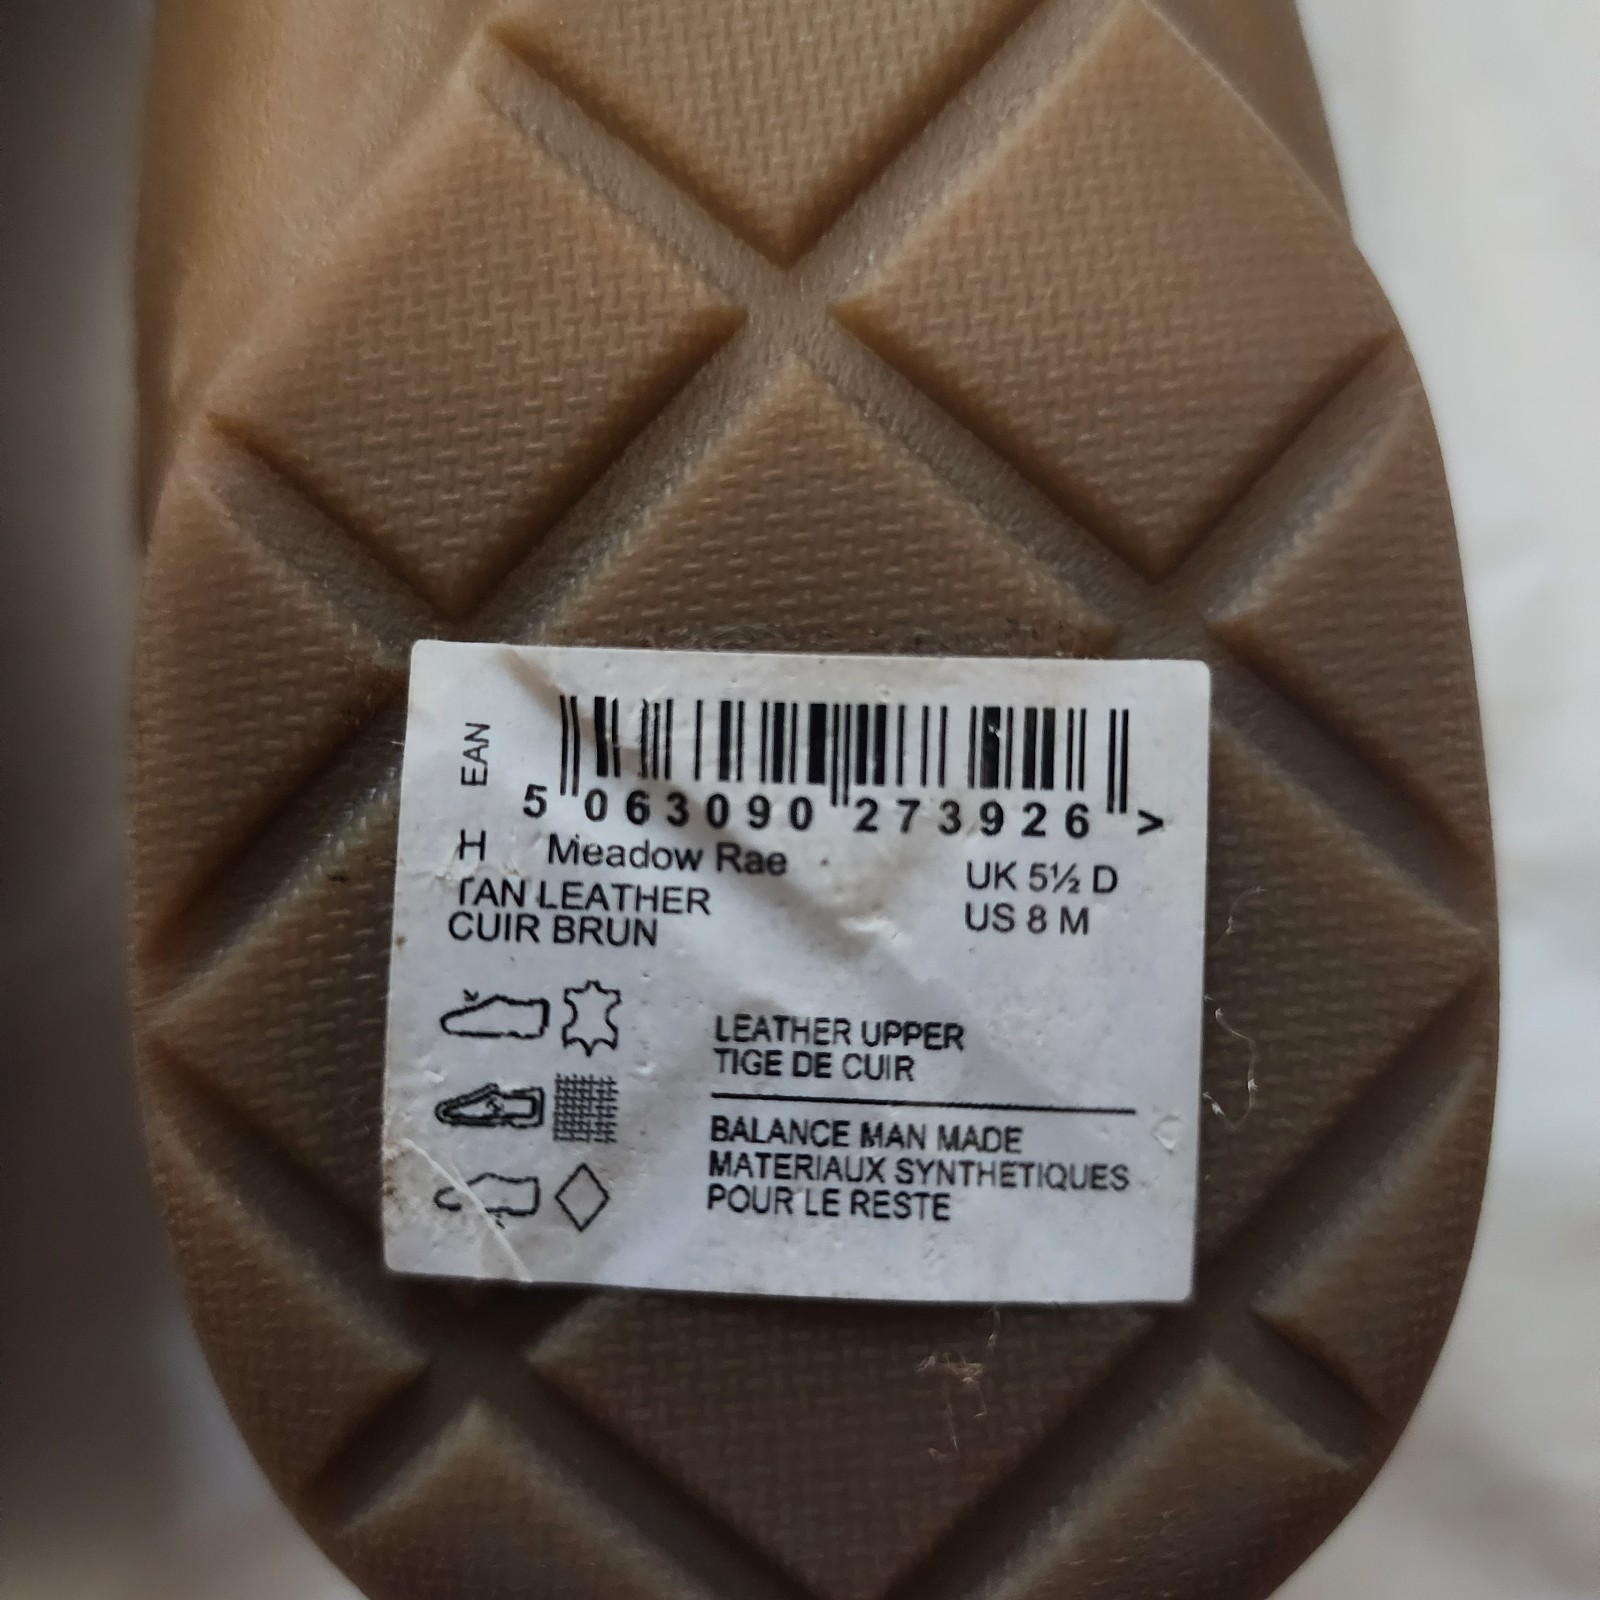 EAN
5 063090 273926 >
H Meadow Rae UK 5½ D
TAN LEATHER US 8 M
CUIR BRUN
LEATHER UPPER
TIGE DE CUIR
BALANCE MAN MADE
MATERIAUX SYNTHETIQUES
POUR LE RESTE